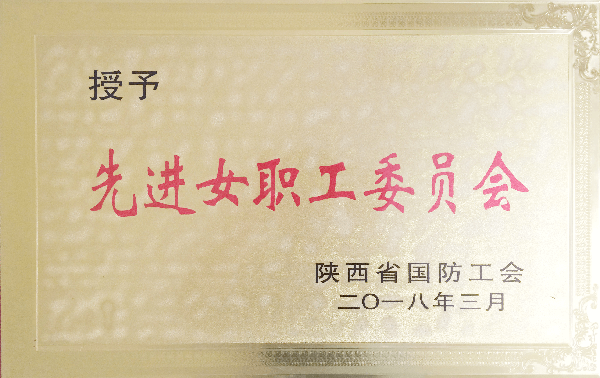 授予
先进女职工委员会
陕西省国防工会
二〇一八年三月